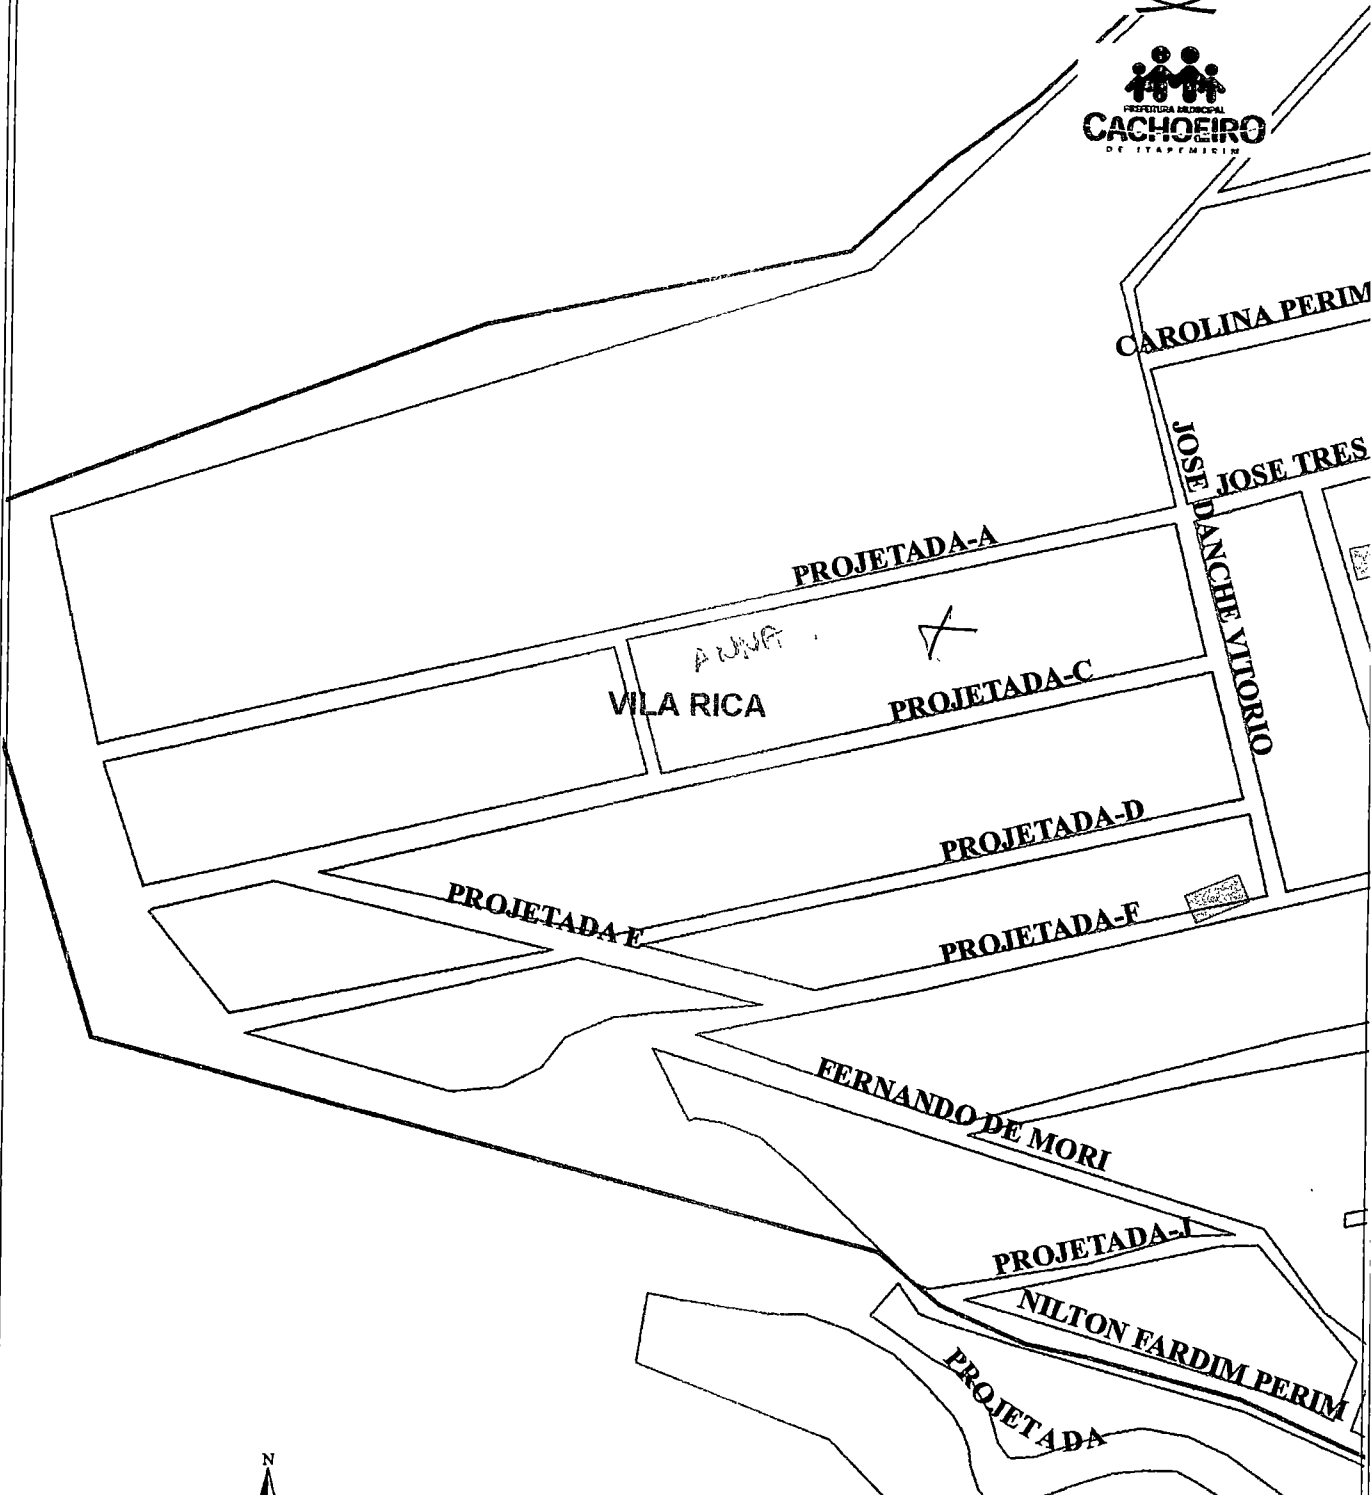 PREFEITURA MUNICIPAL
CACHOEIRO
DE ITAPEMIRIM
CAROLINA PERIM
JOSE TRES
JOSE DANCHE VITORIO
PROJETADA-A
ANNA
VILA RICA
PROJETADA-C
PROJETADA-D
PROJETADA E
PROJETADA-F
FERNANDO DE MORI
PROJETADA-J
NILTON FARDIM PERIM
PROJETADA
N